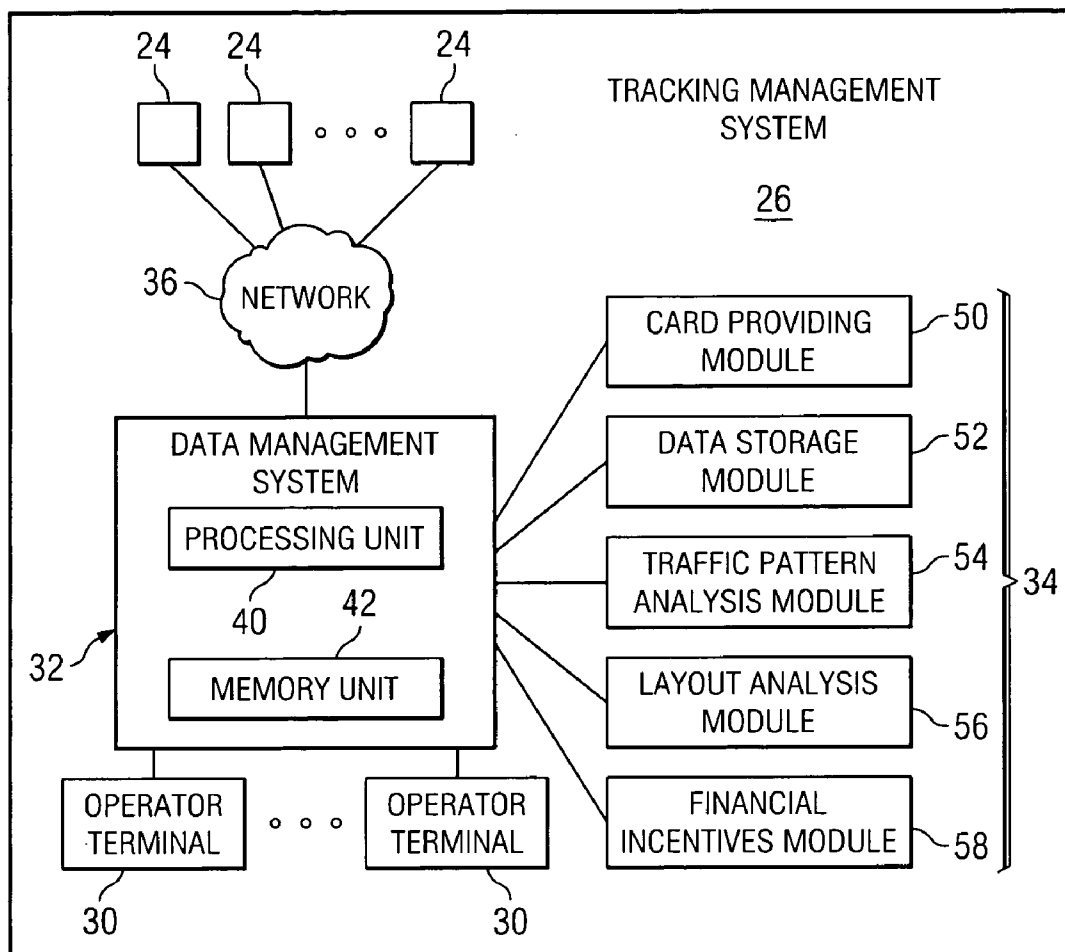 24 24 24
TRACKING MANAGEMENT
SYSTEM
26
36
NETWORK
CARD PROVIDING
MODULE
50
DATA STORAGE
MODULE
52
TRAFFIC PATTERN
ANALYSIS MODULE
54
LAYOUT ANALYSIS
MODULE
56
FINANCIAL
INCENTIVES MODULE
58
34
DATA MANAGEMENT
SYSTEM
PROCESSING UNIT
40
42
MEMORY UNIT
32
OPERATOR
TERMINAL
30
OPERATOR
TERMINAL
30